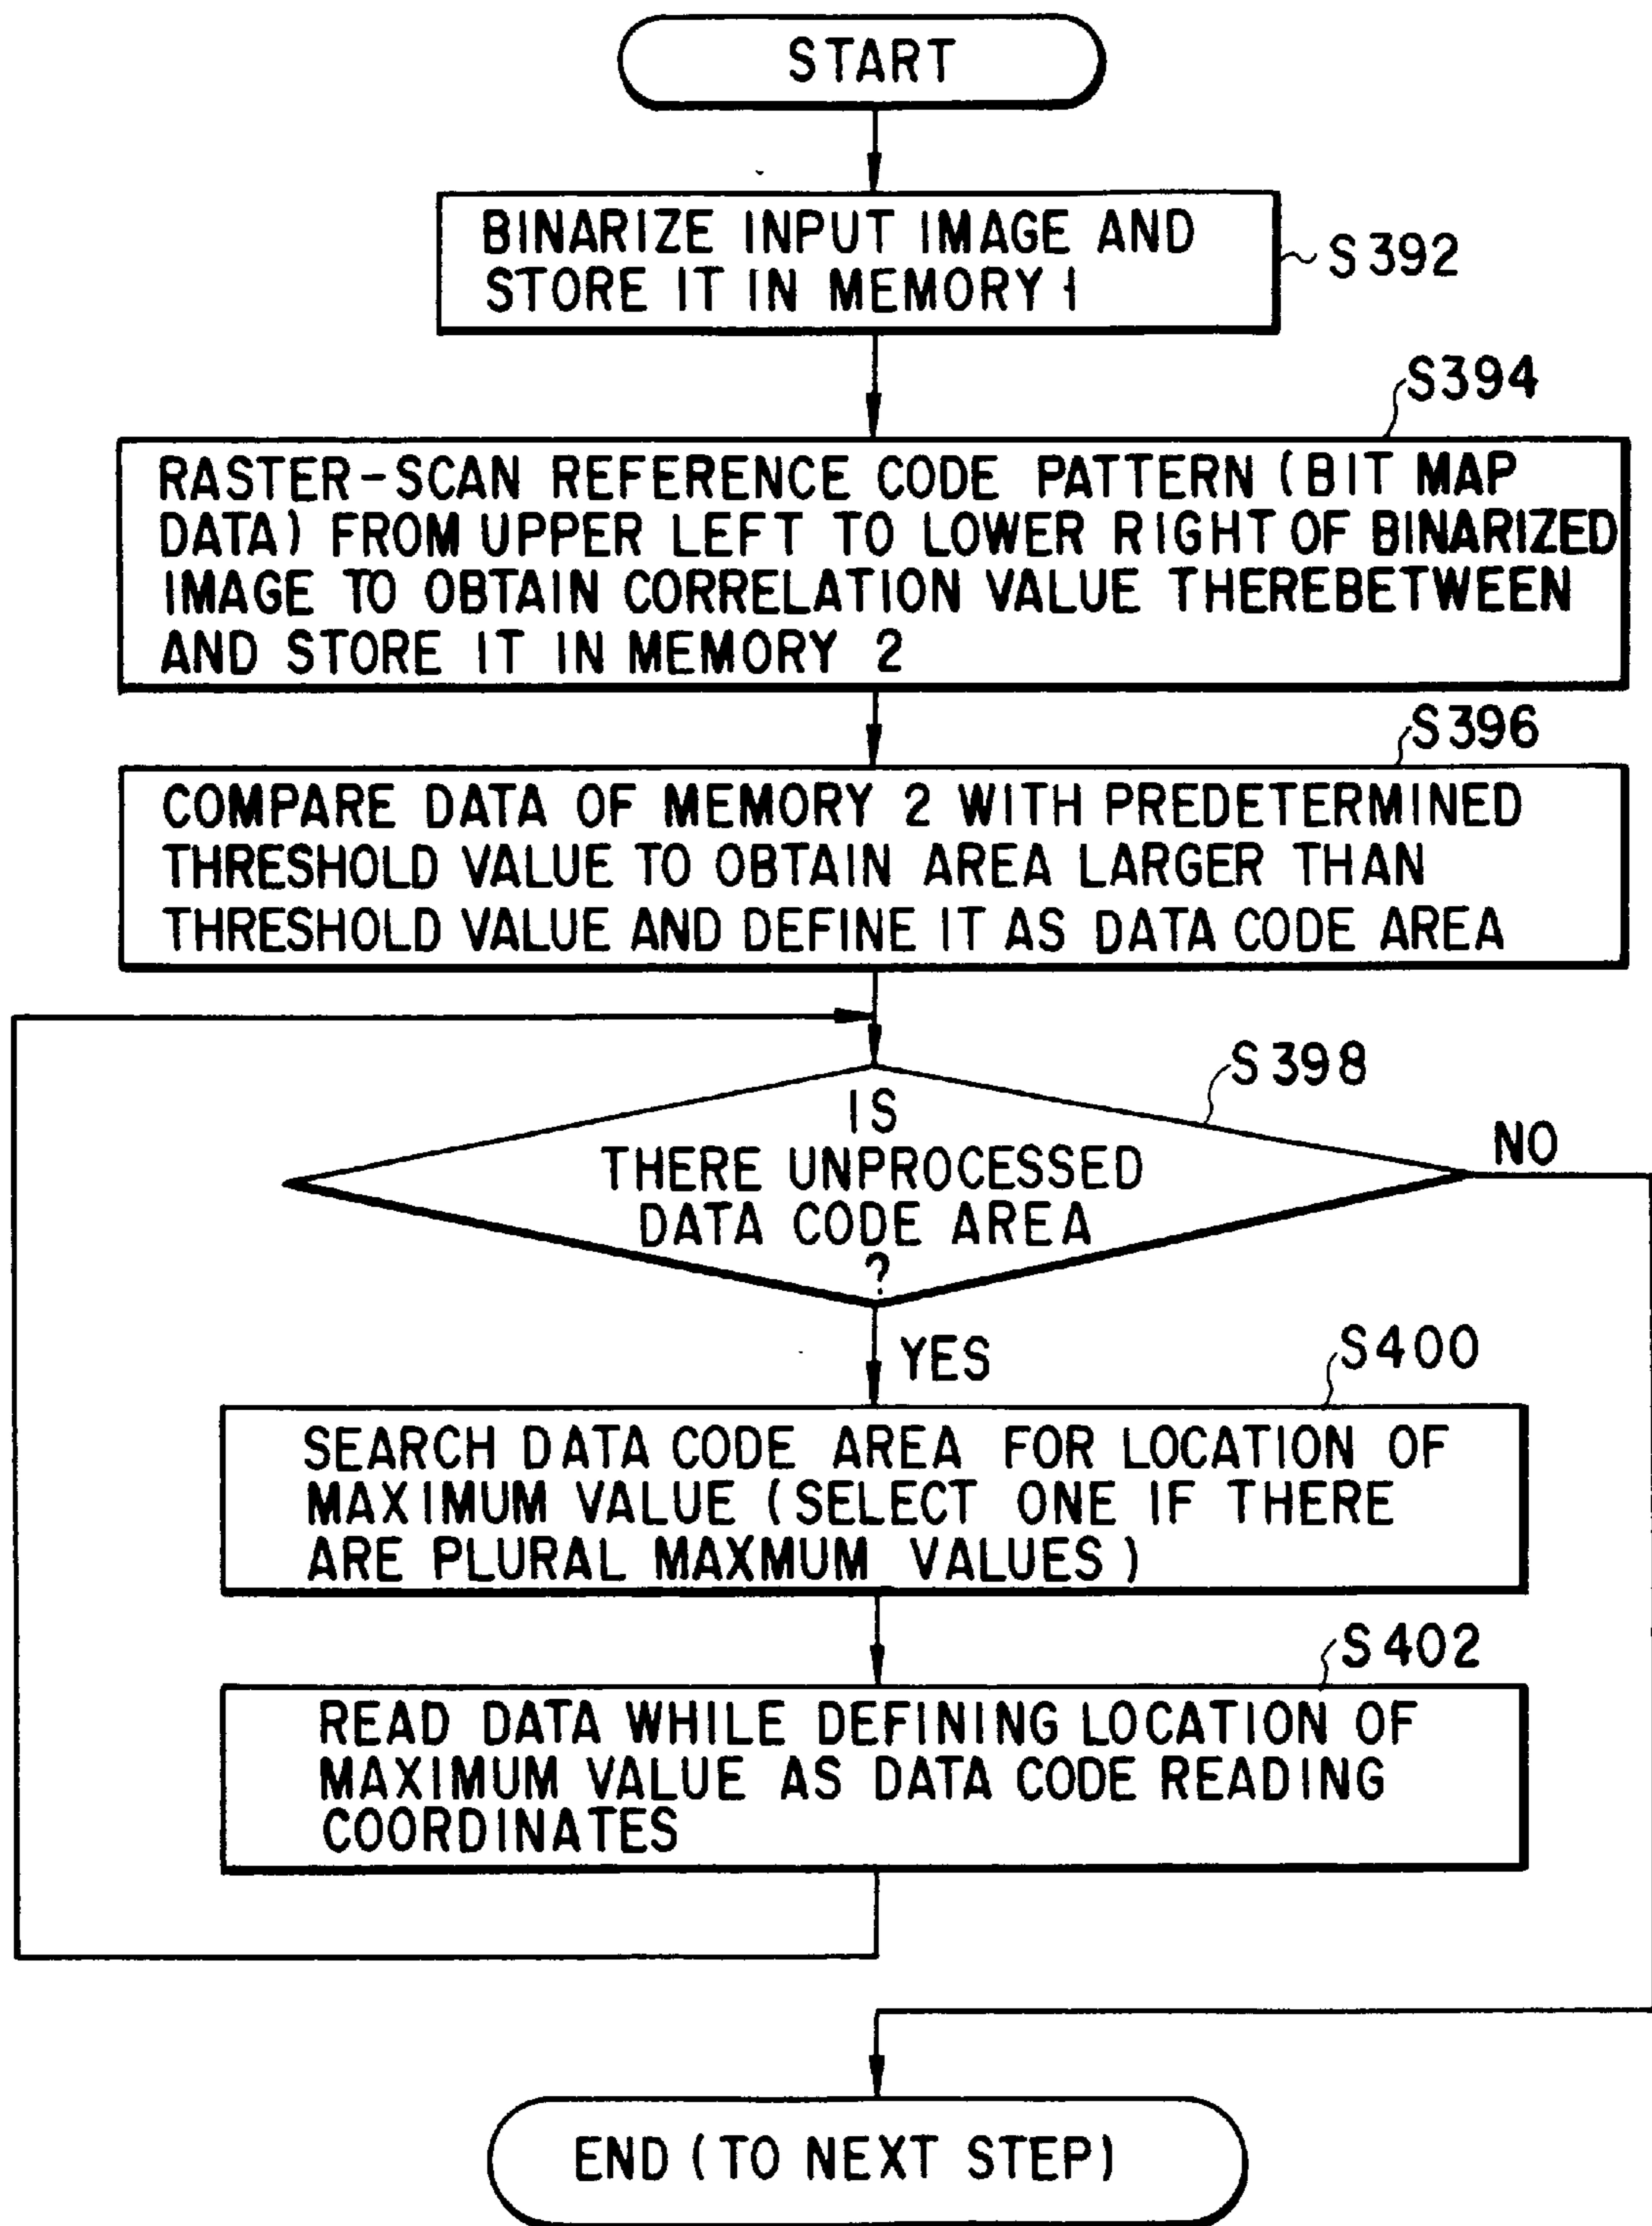 START
BINARIZE INPUT IMAGE AND
STORE IT IN MEMORY 1
S392
S394
RASTER-SCAN REFERENCE CODE PATTERN (BIT MAP
DATA) FROM UPPER LEFT TO LOWER RIGHT OF BINARIZED
IMAGE TO OBTAIN CORRELATION VALUE THEREBETWEEN
AND STORE IT IN MEMORY 2
S396
COMPARE DATA OF MEMORY 2 WITH PREDETERMINED
THRESHOLD VALUE TO OBTAIN AREA LARGER THAN
THRESHOLD VALUE AND DEFINE IT AS DATA CODE AREA
S398
IS
THERE UNPROCESSED
DATA CODE AREA
?
NO
YES
S400
SEARCH DATA CODE AREA FOR LOCATION OF
MAXIMUM VALUE (SELECT ONE IF THERE
ARE PLURAL MAXMUM VALUES)
S402
READ DATA WHILE DEFINING LOCATION OF
MAXIMUM VALUE AS DATA CODE READING
COORDINATES
END (TO NEXT STEP)